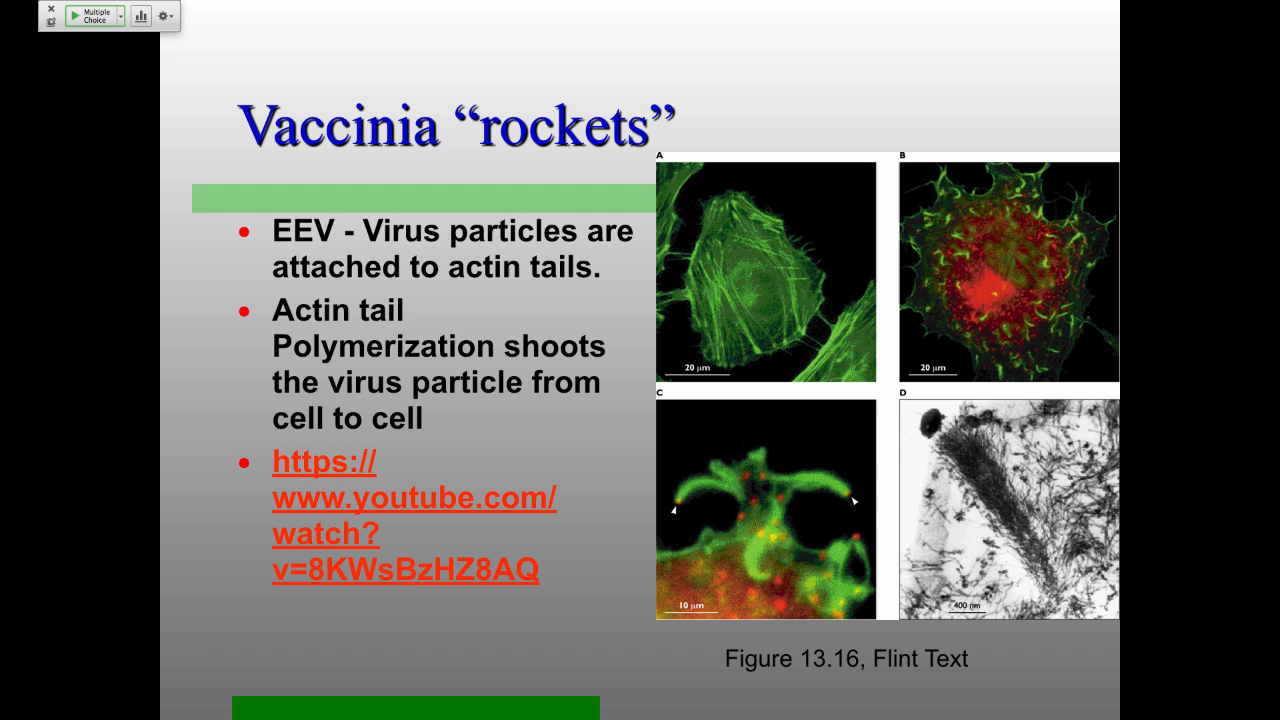 Multiple
Choice
Vaccinia “rockets”
EEV - Virus particles are
attached to actin tails.
Actin tail
Polymerization shoots
the virus particle from
cell to cell
https://
www.youtube.com/
watch?
v=8KWsBzHZ8AQ
A
B
20 μm
20 μm
C
D
10 μm
400 nm
Figure 13.16, Flint Text